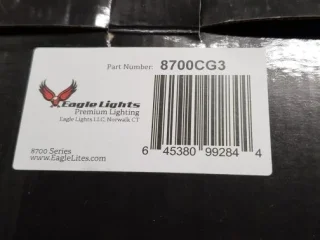 Part Number: 8700CG3
Eagle Lights
Premium Lighting
Eagle Lights LLC, Norwalk CT
8700 Series
www.EagleLites.com
6 45380 99284 4